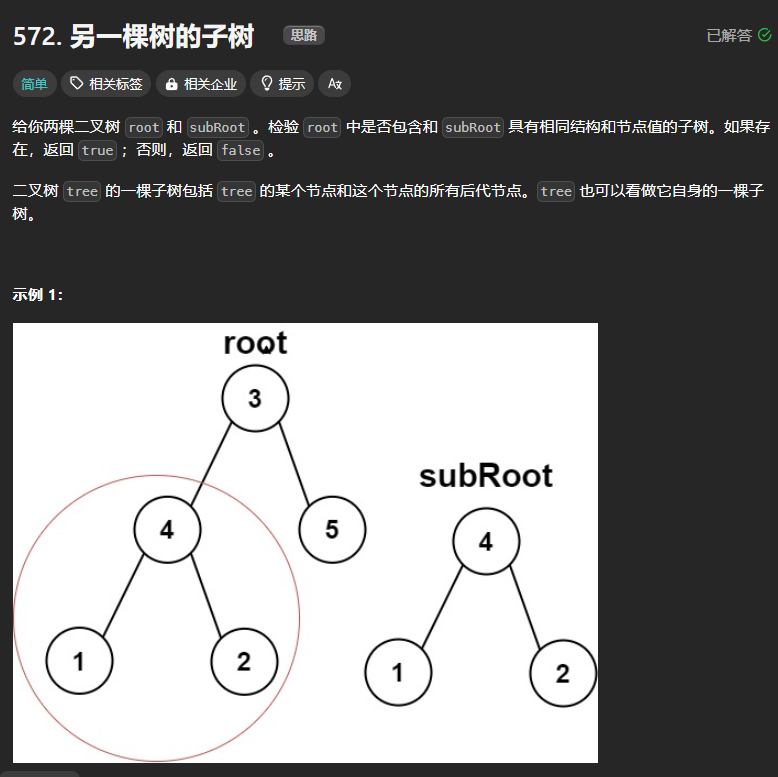 572. 另一棵树的子树 思路 已解答
简单 相关标签 相关企业 提示 Az
给你两棵二叉树 root 和 subRoot 。检验 root 中是否包含和 subRoot 具有相同结构和节点值的子树。如果存
在，返回 true ；否则，返回 false 。
二叉树 tree 的一棵子树包括 tree 的某个节点和这个节点的所有后代节点。tree 也可以看做它自身的一棵子
树。
示例 1：
root
3
subRoot
4 5 4
1 2 1 2